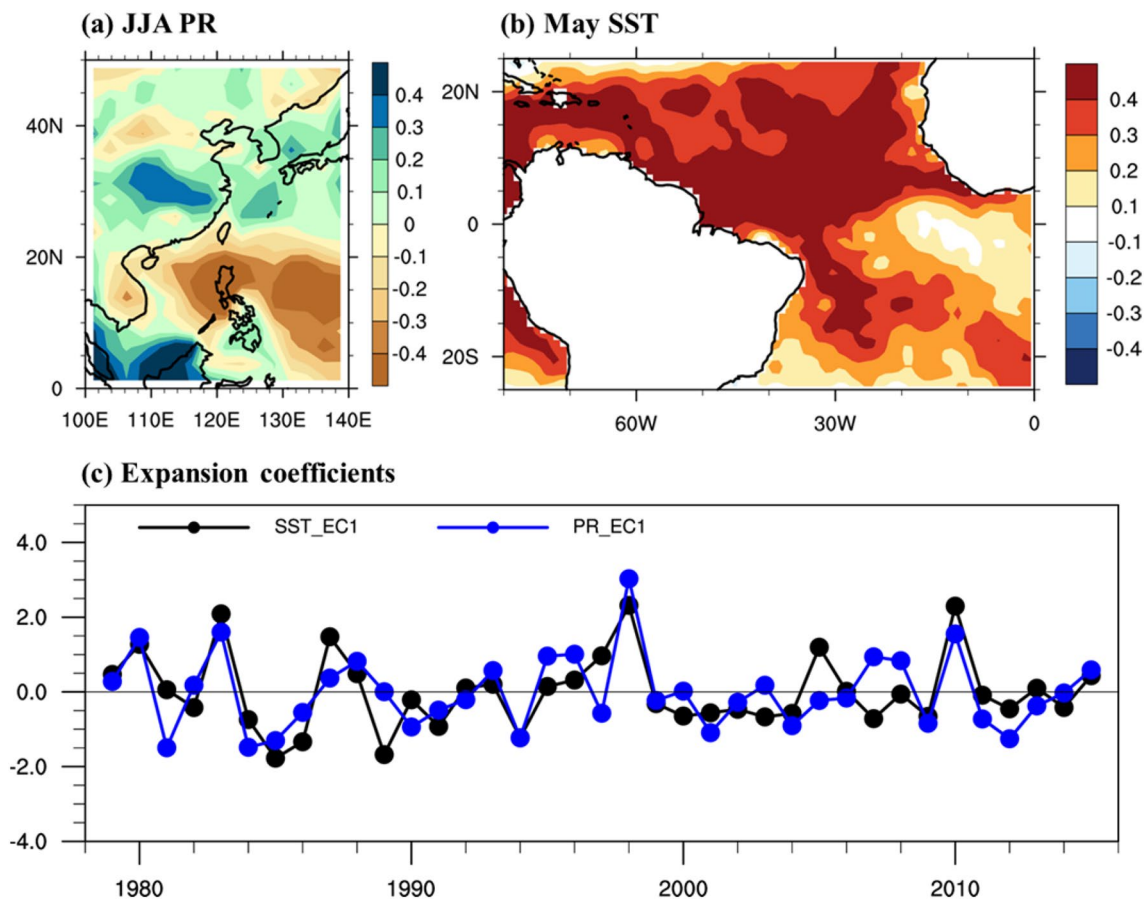 (a) JJA PR
(b) May SST
40N
20N
0
100E 110E 120E 130E 140E
0.4
0.3
0.2
0.1
0
-0.1
-0.2
-0.3
-0.4
20N
0
20S
60W 30W 0
0.4
0.2
0.1
-0.1
-0.2
-0.3
-0.4
(c) Expansion coefficients
SST_EC1 PR_EC1
4.0
2.0
0.0
-2.0
-4.0
1980 1990 2000 2010